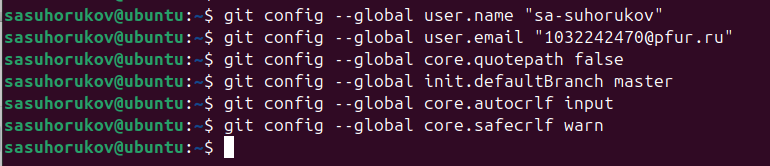 sasuhorukov@ubuntu:~$ git config --global user.name "sa-suhorukov"
sasuhorukov@ubuntu:~$ git config --global user.email "1032242470@pfur.ru"
sasuhorukov@ubuntu:~$ git config --global core.quotepath false
sasuhorukov@ubuntu:~$ git config --global init.defaultBranch master
sasuhorukov@ubuntu:~$ git config --global core.autocrlf input
sasuhorukov@ubuntu:~$ git config --global core.safecrlf warn
sasuhorukov@ubuntu:~$